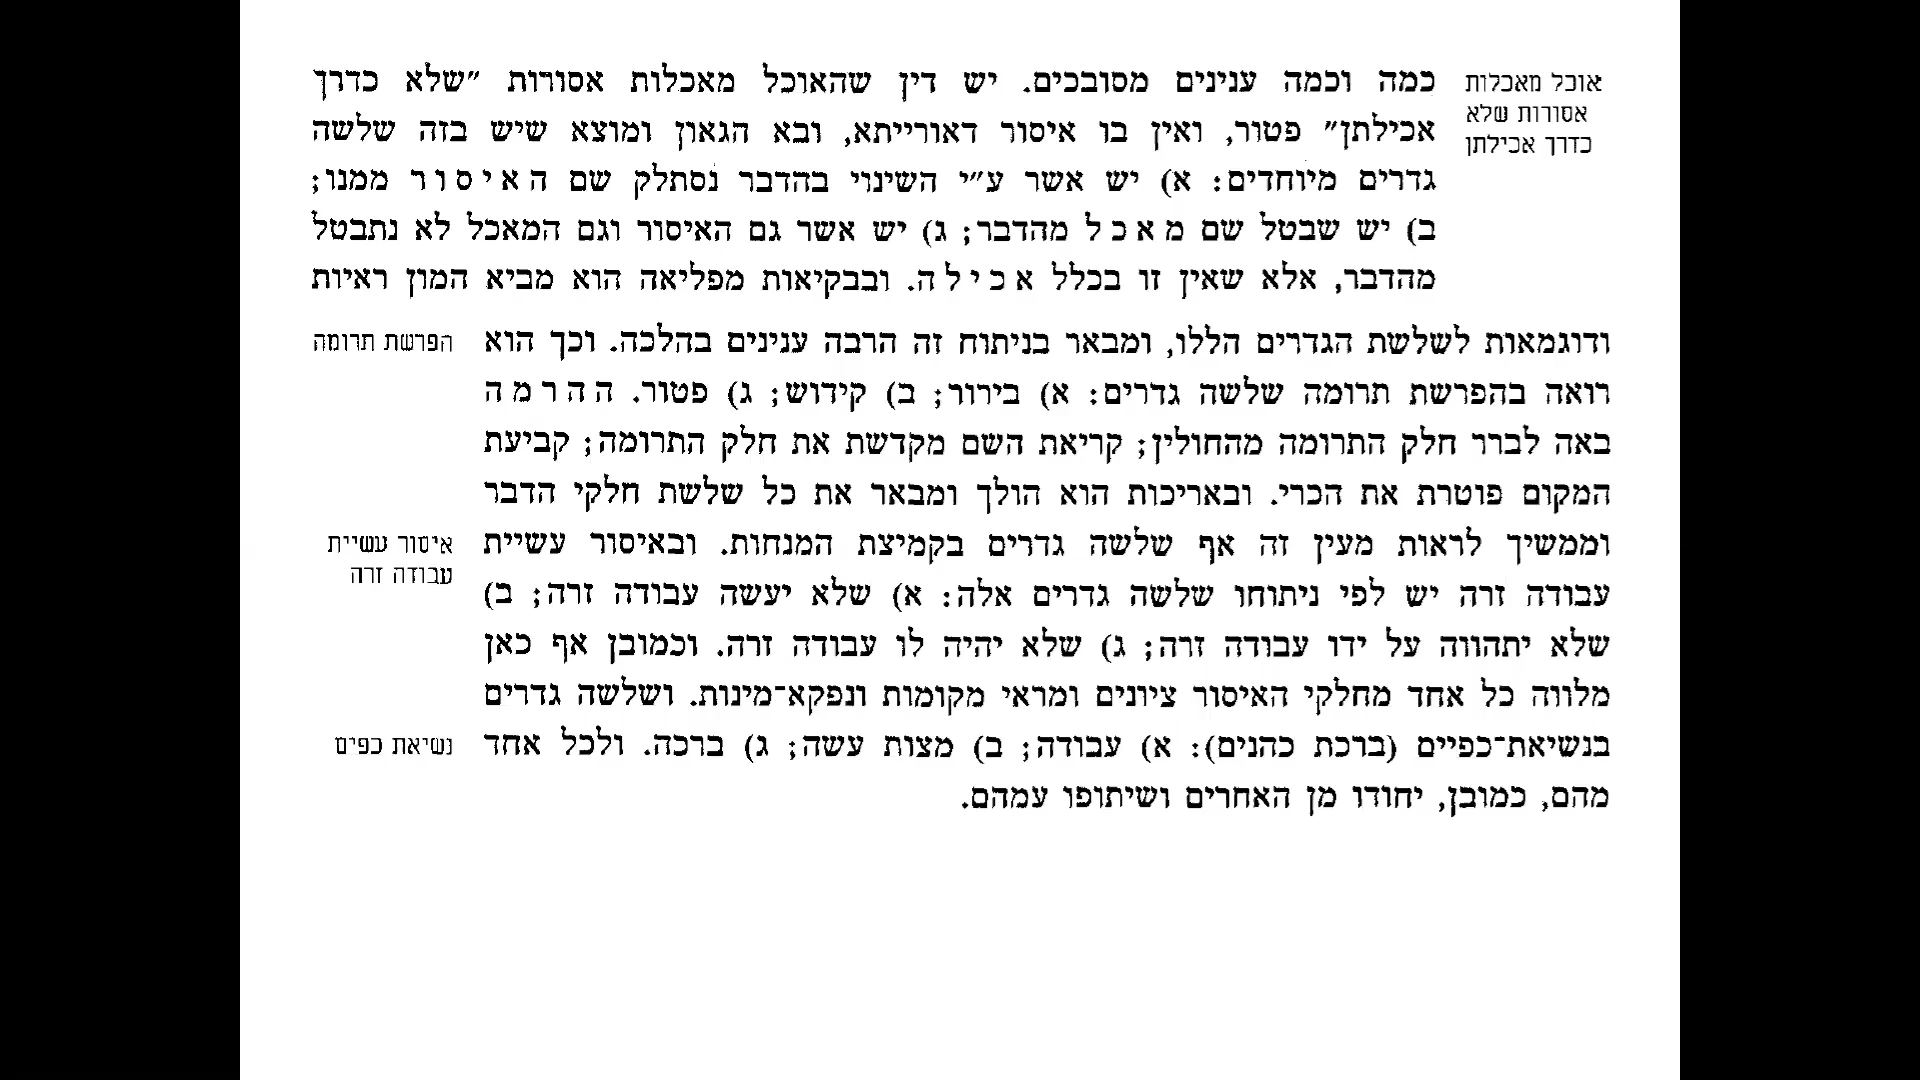 אוכל מאכלות
אסורות שלא
כדרך אכילתן
כמה וכמה ענינים מסובכים. יש דין שהאוכל מאכלות אסורות ״שלא כדרך
אכילתן״ פטור, ואין בו איסור דאורייתא, ובא הגאון ומוצא שיש בזה שלשה
גדרים מיוחדים: א) יש אשר ע״י השינוי בהדבר נסתלק שם ה א י ס ו ר ממנו;
ב) יש שבטל שם מ א כ ל מהדבר; ג) יש אשר גם האיסור וגם המאכל לא נתבטל
מהדבר, אלא שאין זו בכלל א כ י ל ה. ובבקיאות מפליאה הוא מביא המון ראיות
הפרשת תרומה
ודוגמאות לשלשת הגדרים הללו, ומבאר בניתוח זה הרבה ענינים בהלכה. וכך הוא
רואה בהפרשת תרומה שלשה גדרים: א) בירור; ב) קידוש; ג) פטור. ה ה ר מ ה
באה לברר חלק התרומה מהחולין; קריאת השם מקדשת את חלק התרומה; קביעת
המקום פוטרת את הכרי. ובאריכות הוא הולך ומבאר את כל שלשת חלקי הדבר
איסור עשיית
עבודה זרה
וממשיך לראות מעין זה אף שלשה גדרים בקמיצת המנחות. ובאיסור עשיית
עבודה זרה יש לפי ניתוחו שלשה גדרים אלה: א) שלא יעשה עבודה זרה; ב)
שלא יתהווה על ידו עבודה זרה; ג) שלא יהיה לו עבודה זרה. וכמובן אף כאן
מלווה כל אחד מחלקי האיסור ציונים ומראי מקומות ונפקא־מינות. ושלשה גדרים
נשיאת כפים
בנשיאת־כפיים (ברכת כהנים): א) עבודה; ב) מצות עשה; ג) ברכה. ולכל אחד
מהם, כמובן, יחודו מן האחרים ושיתופו עמהם.